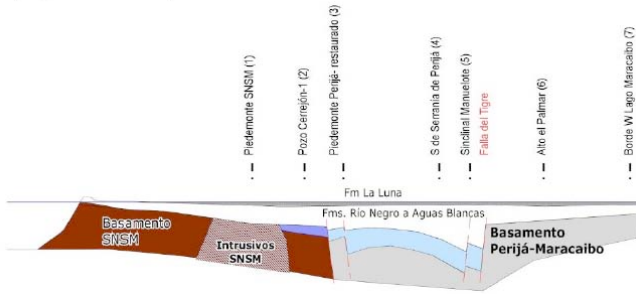 Piedemonte SNSM (1)
Pozo Cerrejón-1 (2)
Piedemonte Perijá- restaurado (3)
S de Serranía de Perijá (4)
Sinclinal Manuelote (5)
Falla del Tigre
Alto el Palmar (6)
Borde W Lago Maracaibo (7)
Fm La Luna
Fms. Río Negro a Aguas Blancas
Basamento
SNSM
Intrusivos
SNSM
Basamento
Perijá-Maracaibo